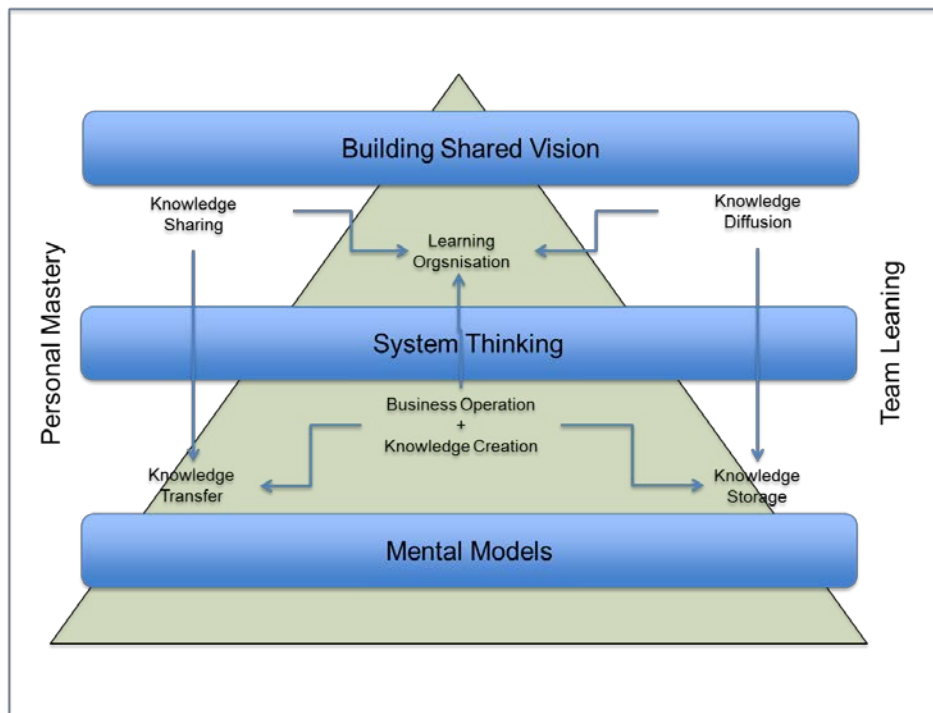 Building Shared Vision
Knowledge
Sharing
Knowledge
Diffusion
Learning
Orgsnisation
Personal Mastery
System Thinking
Team Leaning
Business Operation
+
Knowledge Creation
Knowledge
Transfer
Knowledge
Storage
Mental Models